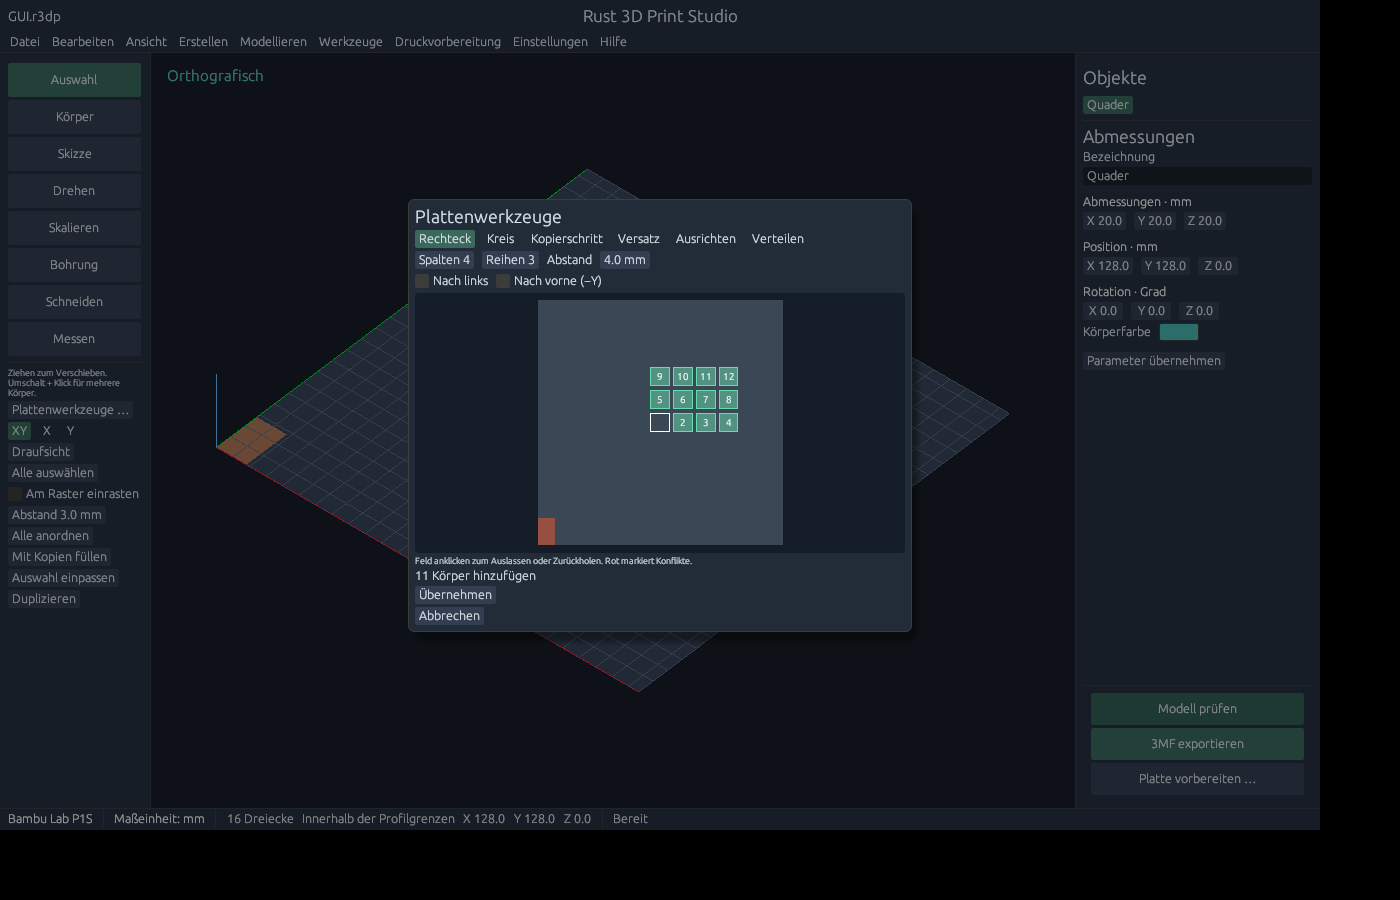 GUI.r3dp
Rust 3D Print Studio
Datei Bearbeiten Ansicht Erstellen Modellieren Werkzeuge Druckvorbereitung Einstellungen Hilfe
Auswahl
Körper
Skizze
Drehen
Skalieren
Bohrung
Schneiden
Messen
Ziehen zum Verschieben.
Umschalt + Klick für mehrere
Körper.
Plattenwerkzeuge ...
XY X Y
Draufsicht
Alle auswählen
Am Raster einrasten
Abstand 3.0 mm
Alle anordnen
Mit Kopien füllen
Auswahl einpassen
Duplizieren
Orthografisch
Plattenwerkzeuge
Rechteck Kreis Kopierschritt Versatz Ausrichten Verteilen
Spalten 4 Reihen 3 Abstand 4.0 mm
Nach links Nach vorne (−Y)
9 10 11 12
5 6 7 8
2 3 4
Feld anklicken zum Auslassen oder Zurückholen. Rot markiert Konflikte.
11 Körper hinzufügen
Übernehmen
Abbrechen
Objekte
Quader
Abmessungen
Bezeichnung
Quader
Abmessungen · mm
X 20.0 Y 20.0 Z 20.0
Position · mm
X 128.0 Y 128.0 Z 0.0
Rotation · Grad
X 0.0 Y 0.0 Z 0.0
Körperfarbe
Parameter übernehmen
Modell prüfen
3MF exportieren
Platte vorbereiten ...
Bambu Lab P1S Maßeinheit: mm 16 Dreiecke Innerhalb der Profilgrenzen X 128.0 Y 128.0 Z 0.0 Bereit